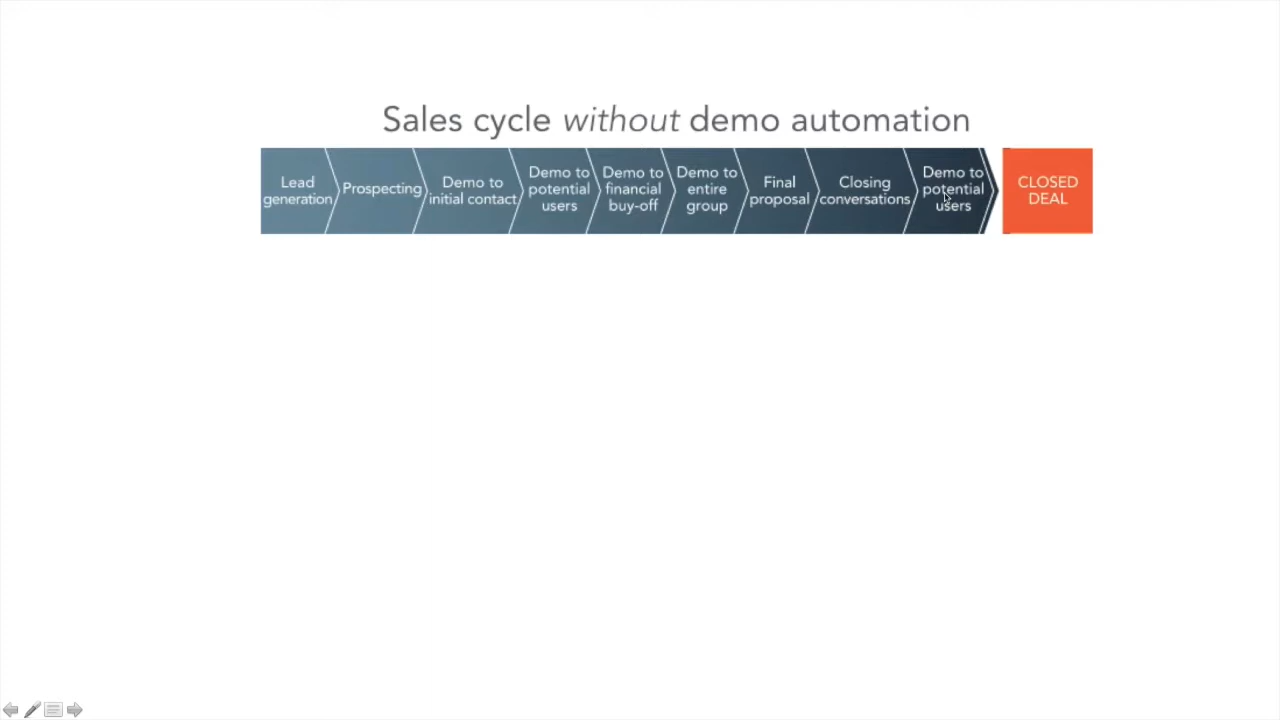 Sales cycle without demo automation
Lead
generation
Prospecting
Demo to
initial contact
Demo to
potential
users
Demo to
financial
buy-off
Demo to
entire
group
Final
proposal
Closing
conversations
Demo to
potential
users
CLOSED
DEAL